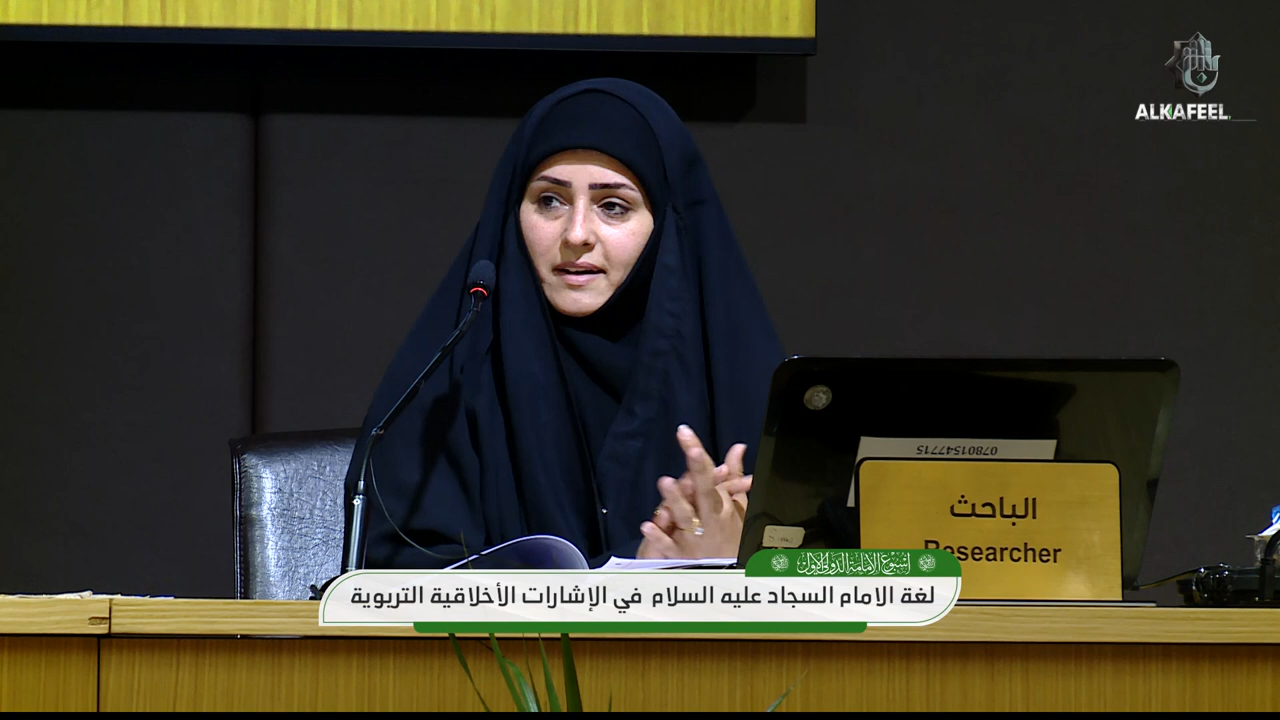 ALKAFEEL
07801547715
الباحث
Researcher
أسبوع الإمامة الدولي الأول
لغة الامام السجاد عليه السلام في الإشارات الأخلاقية التربوية